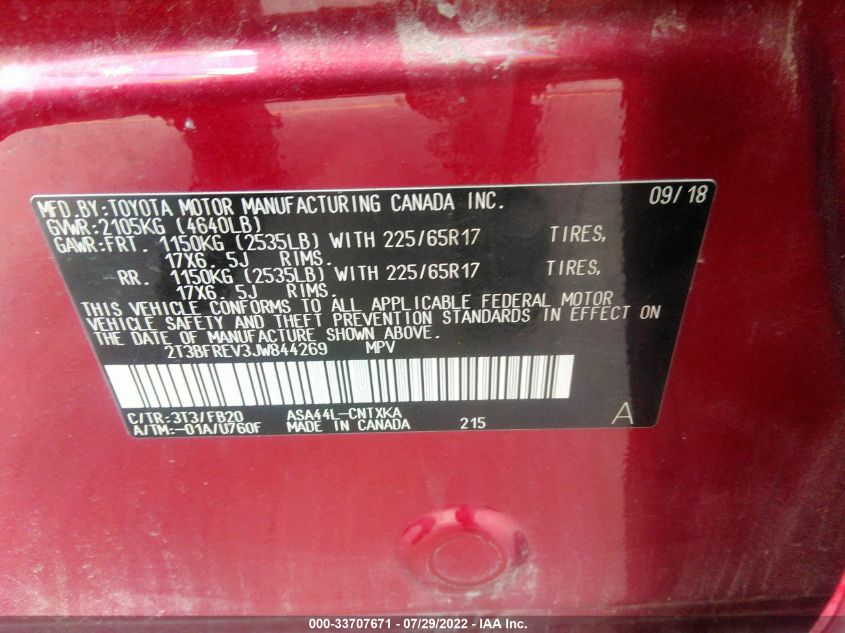 MFD.BY:TOYOTA MOTOR MANUFACTURING CANADA INC. 09/18
GVWR:2105KG (4640LB)
GAWR:FRT. 1150KG (2535LB) WITH 225/65R17 TIRES,
17X6. 5J RIMS.
RR. 1150KG (2535LB) WITH 225/65R17 TIRES,
17X6. 5J RIMS.
THIS VEHICLE CONFORMS TO ALL APPLICABLE FEDERAL MOTOR
VEHICLE SAFETY AND THEFT PREVENTION STANDARDS IN EFFECT ON
THE DATE OF MANUFACTURE SHOWN ABOVE.
2T3BFREV3JW844269 MPV
C/TR:3T3/FB20 ASA44L-CNTXKA
A/TM:-01A/U760F MADE IN CANADA 215 A
000-33707671 / 07/29/2022 / IAA Inc.